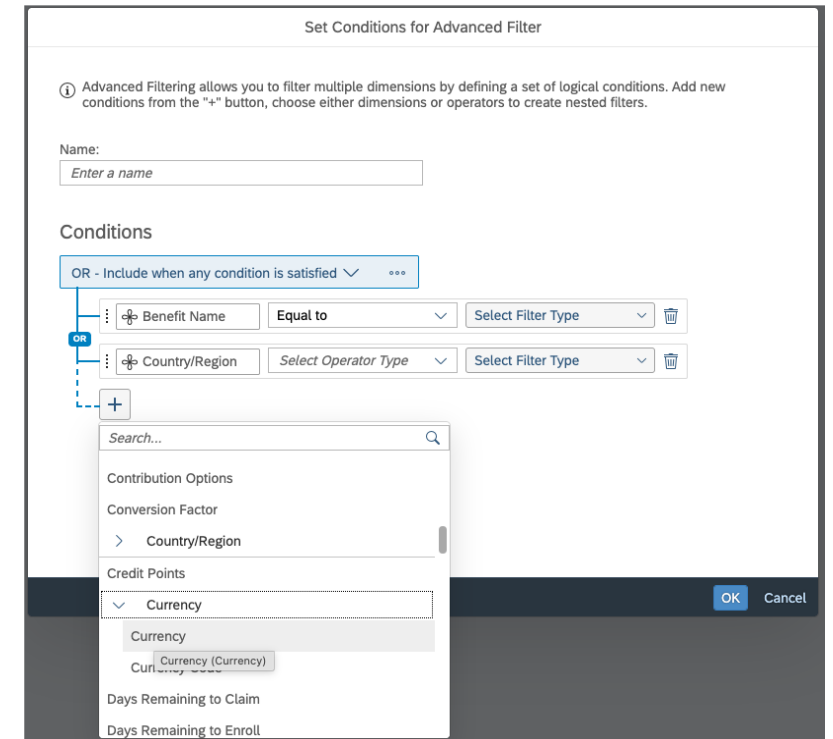 Set Conditions for Advanced Filter
Advanced Filtering allows you to filter multiple dimensions by defining a set of logical conditions. Add new
conditions from the "+" button, choose either dimensions or operators to create nested filters.
Name:
Enter a name
Conditions
OR - Include when any condition is satisfied
Benefit Name Equal to Select Filter Type
OR
Country/Region Select Operator Type Select Filter Type
+
Search...
Contribution Options
Conversion Factor
Country/Region
Credit Points
Currency
OK Cancel
Currency
Currency (Currency)
Days Remaining to Claim
Days Remaining to Enroll